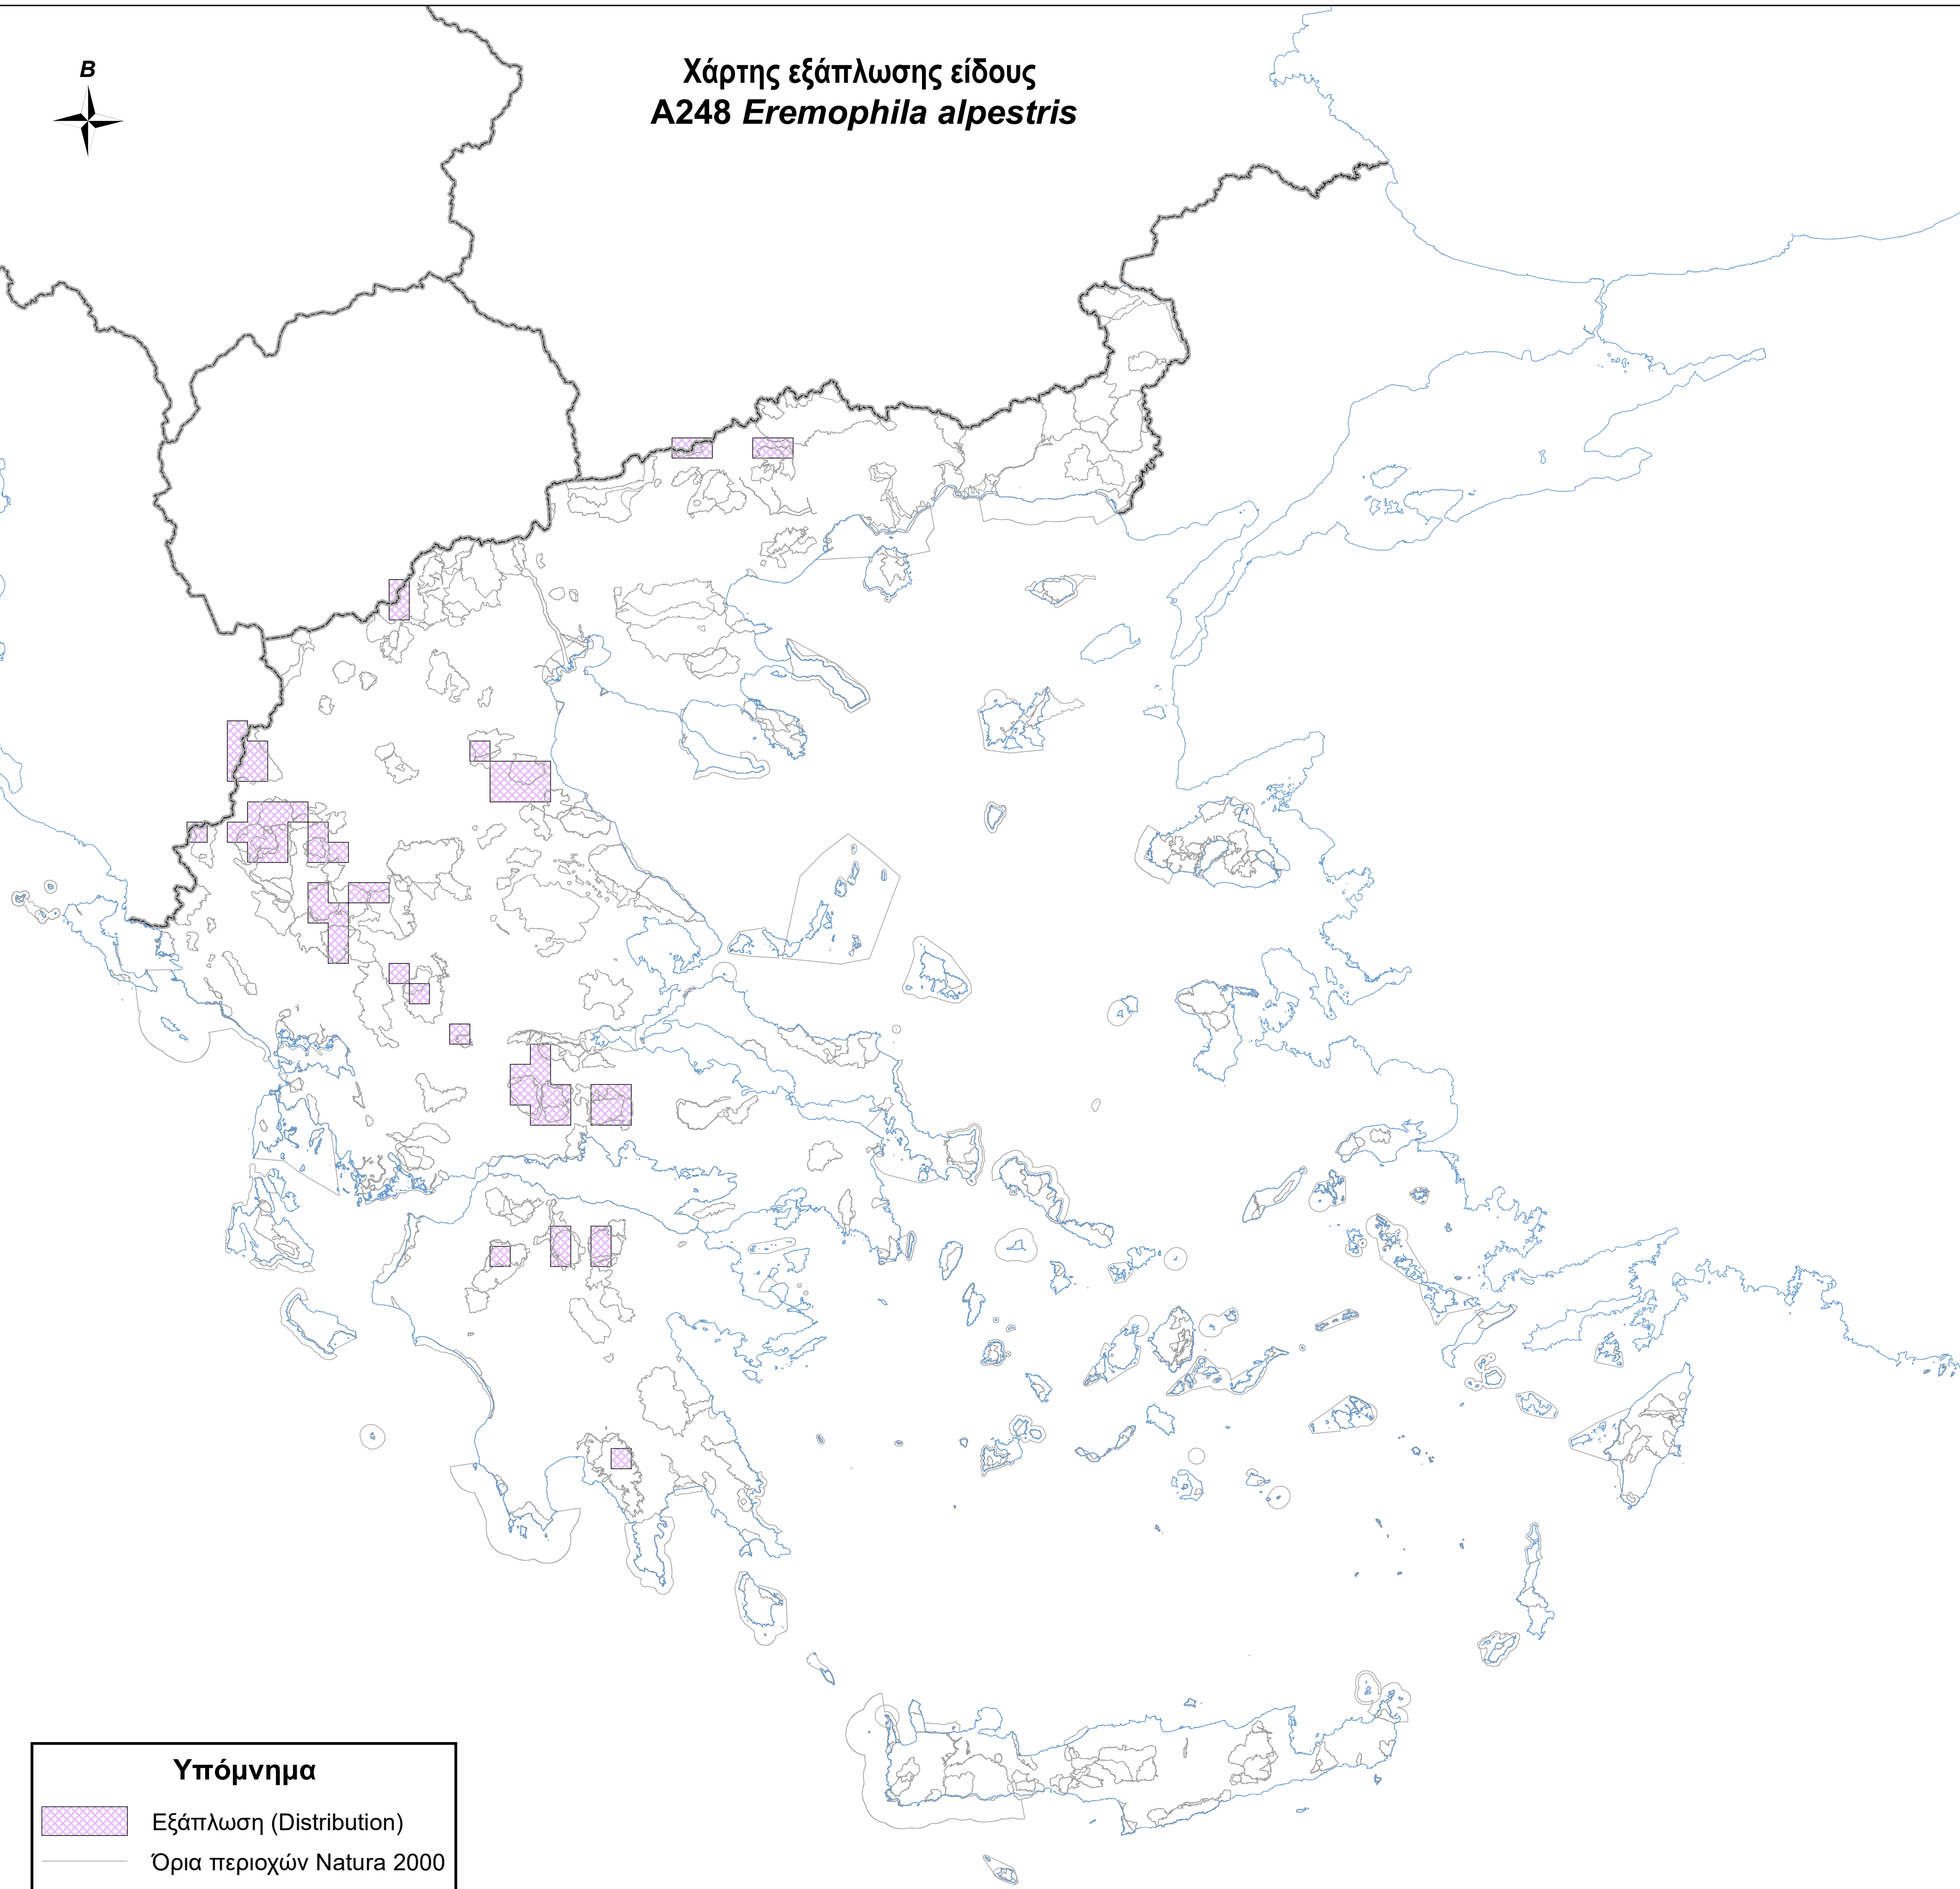 B
Χάρτης εξάπλωσης είδους
A248 Eremophila alpestris
Υπόμνημα
Εξάπλωση (Distribution)
Όρια περιοχών Natura 2000